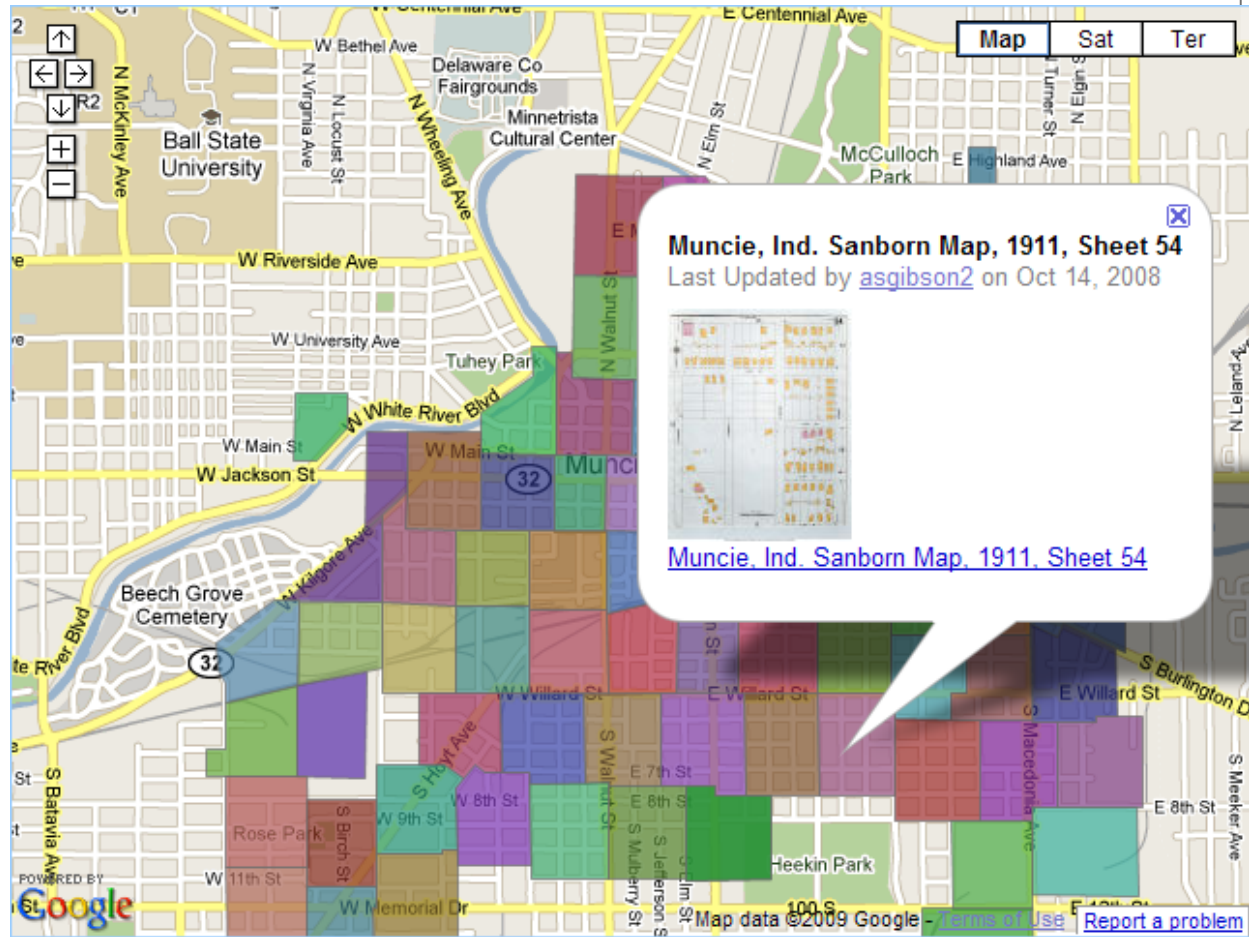 W Centennial Ave
E Centennial Ave
Map
Sat
Ter
W Bethel Ave
Delaware Co
Fairgrounds
N McKinley Ave
N Virginia Ave
N Locust St
N Wheeling Ave
Minnetrista
Cultural Center
N Elm St
N Turner St
N Elgin S
R2
Ball State
University
McCulloch
Park
E Highland Ave
Muncie, Ind. Sanborn Map, 1911, Sheet 54
Last Updated by asgibson2 on Oct 14, 2008
W Riverside Ave
N Walnut St
W University Ave
Tuhey Park
N Leland Ave
W White River Blvd
W Main St
W Main St
W Jackson St
32
Munci
Muncie, Ind. Sanborn Map, 1911, Sheet 54
W Kilgore Ave
Beech Grove
Cemetery
32
te River Blvd
S Burlington D
W Willard St
E Willard St
E Willard St
S Hoyt Ave
S Walnut St
S Macedonia Ave
E 7th St
S Batavia Ave
S Meeker Ave
W 8th St
E 8th St
E 8th St
W 9th St
Rose Park
S Birch St
S Mulberry St
S Jefferson S
S Elm St
Heekin Park
W 11th St
POWERED BY
Google
W Memorial Dr
100 S
E 12th St
Map data ©2009 Google - Terms of Use
Report a problem